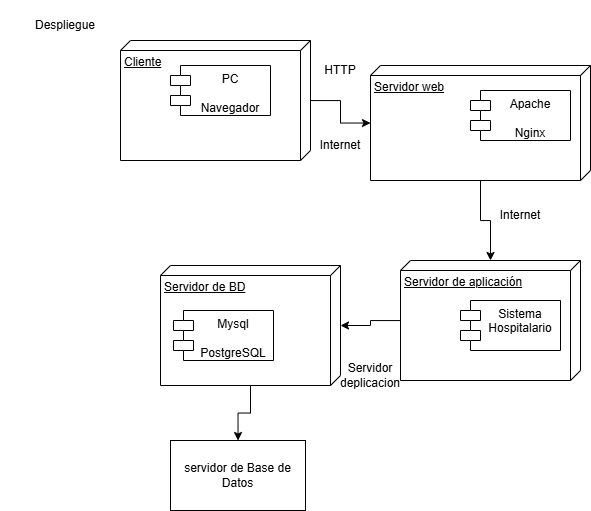 Despliegue
Cliente
PC
Navegador
HTTP
Internet
Servidor web
Apache
Nginx
Internet
Servidor de aplicación
Sistema
Hospitalario
Servidor de BD
Mysql
PostgreSQL
Servidor
deplicacion
servidor de Base de
Datos